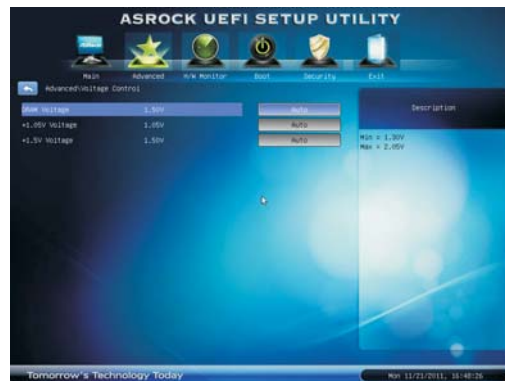 ASROCK UEFI SETUP UTILITY
Main Advanced H/W Monitor Boot Security Exit
Advanced\Voltage Control
DRAM Voltage 1.50V Auto
+1.05V Voltage 1.05V Auto
+1.5V Voltage 1.50V Auto
Description
Min = 1.30V
Max = 2.05V
Tomorrow's Technology Today
Mon 11/21/2011, 16:48:26